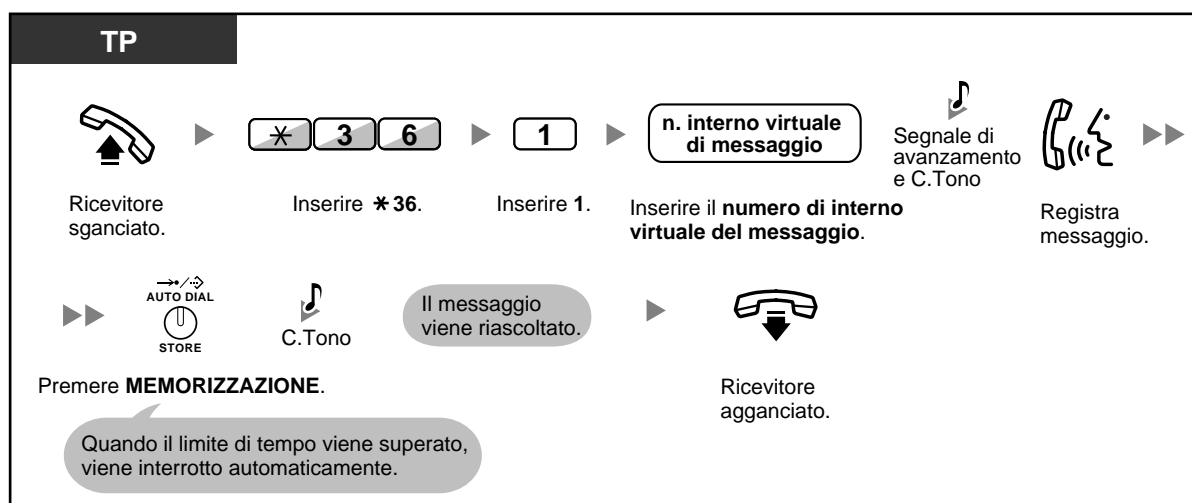 TP
✳ 3 6
1
n. interno virtuale
di messaggio
Segnale di
avanzamento
e C.Tono
Ricevitore
sganciato.
Inserire ✳ 36.
Inserire 1.
Inserire il numero di interno
virtuale del messaggio.
Registra
messaggio.
AUTO DIAL
STORE
C.Tono
Il messaggio
viene riascoltato.
Premere MEMORIZZAZIONE.
Ricevitore
agganciato.
Quando il limite di tempo viene superato,
viene interrotto automaticamente.